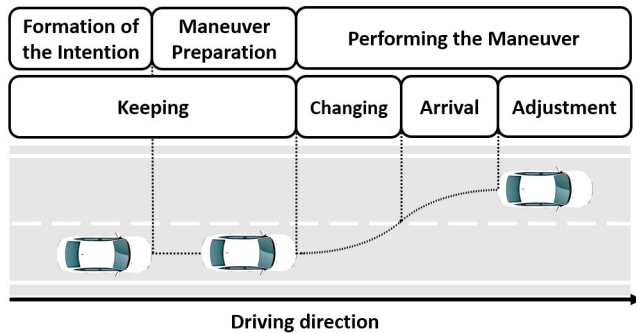 Formation of
the Intention
Maneuver
Preparation
Performing the Maneuver
Keeping
Changing
Arrival
Adjustment
Driving direction